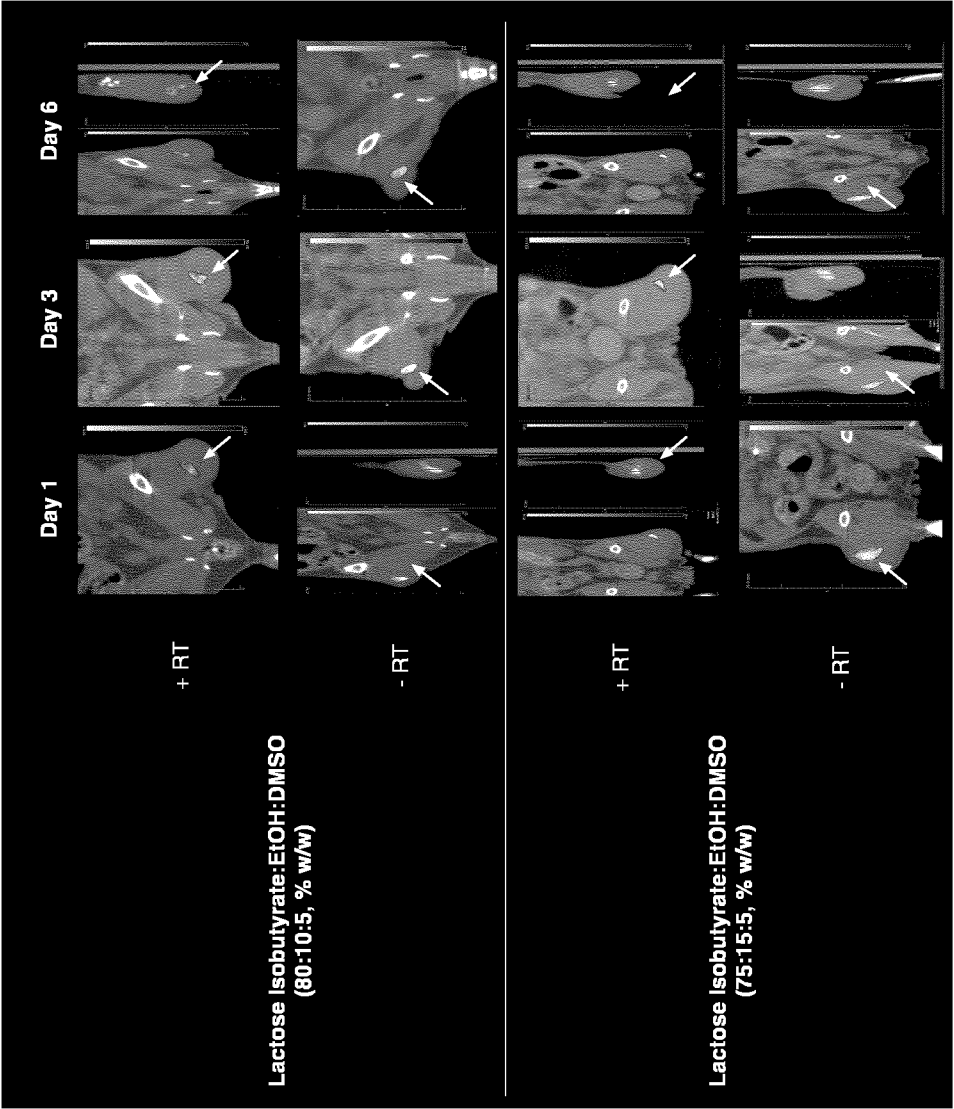 Day 1
Day 3
Day 6
Lactose Isobutyrate:EtOH:DMSO
(80:10:5, % w/w)
+ RT
- RT
Lactose Isobutyrate:EtOH:DMSO
(75:15:5, % w/w)
+ RT
- RT